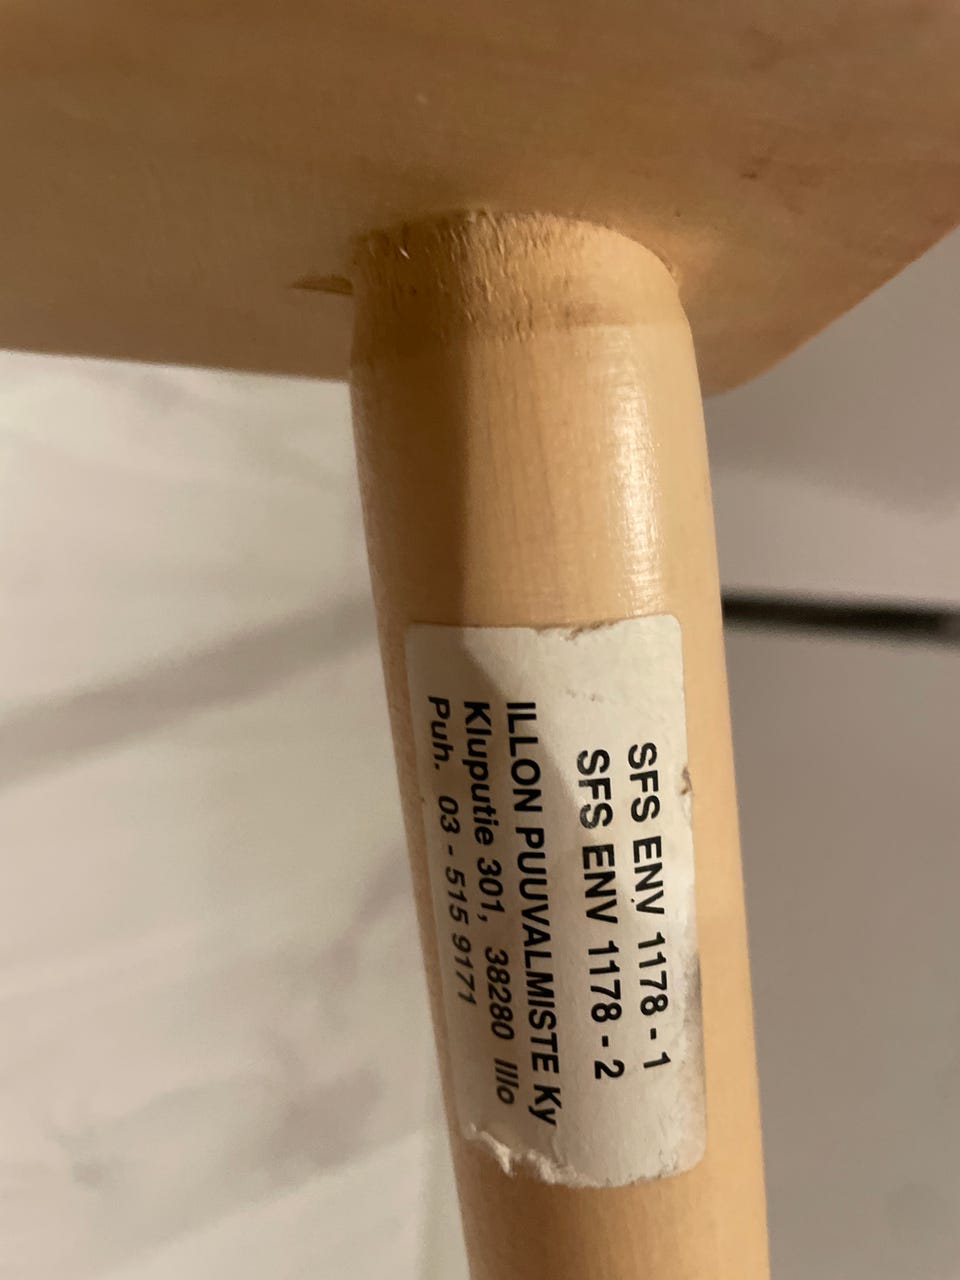 SFS ENV 1178 - 1
SFS ENV 1178 - 2
ILLON PUUVALMISTE Ky
Kluputie 301, 38280 Illo
Puh. 03 - 515 9171